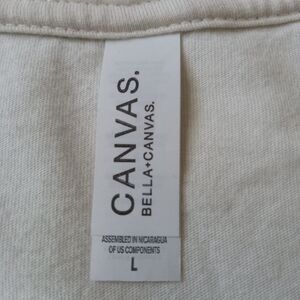 CANVAS.
BELLA+CANVAS.
ASSEMBLED IN NICARAGUA
OF US COMPONENTS
L